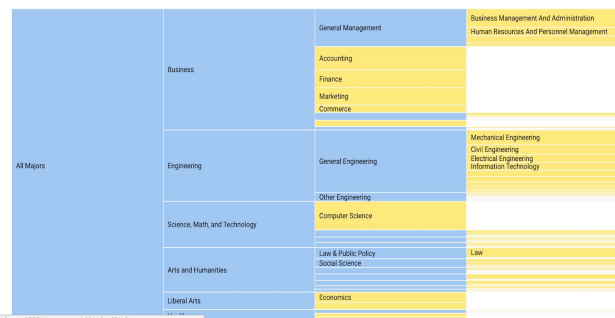 All Majors
Business
General Management
Business Management And Administration
Human Resources And Personnel Management
Accounting
Finance
Marketing
Commerce
Engineering
General Engineering
Mechanical Engineering
Civil Engineering
Electrical Engineering
Information Technology
Other Engineering
Science, Math, and Technology
Computer Science
Arts and Humanities
Law & Public Policy
Law
Social Science
Liberal Arts
Economics